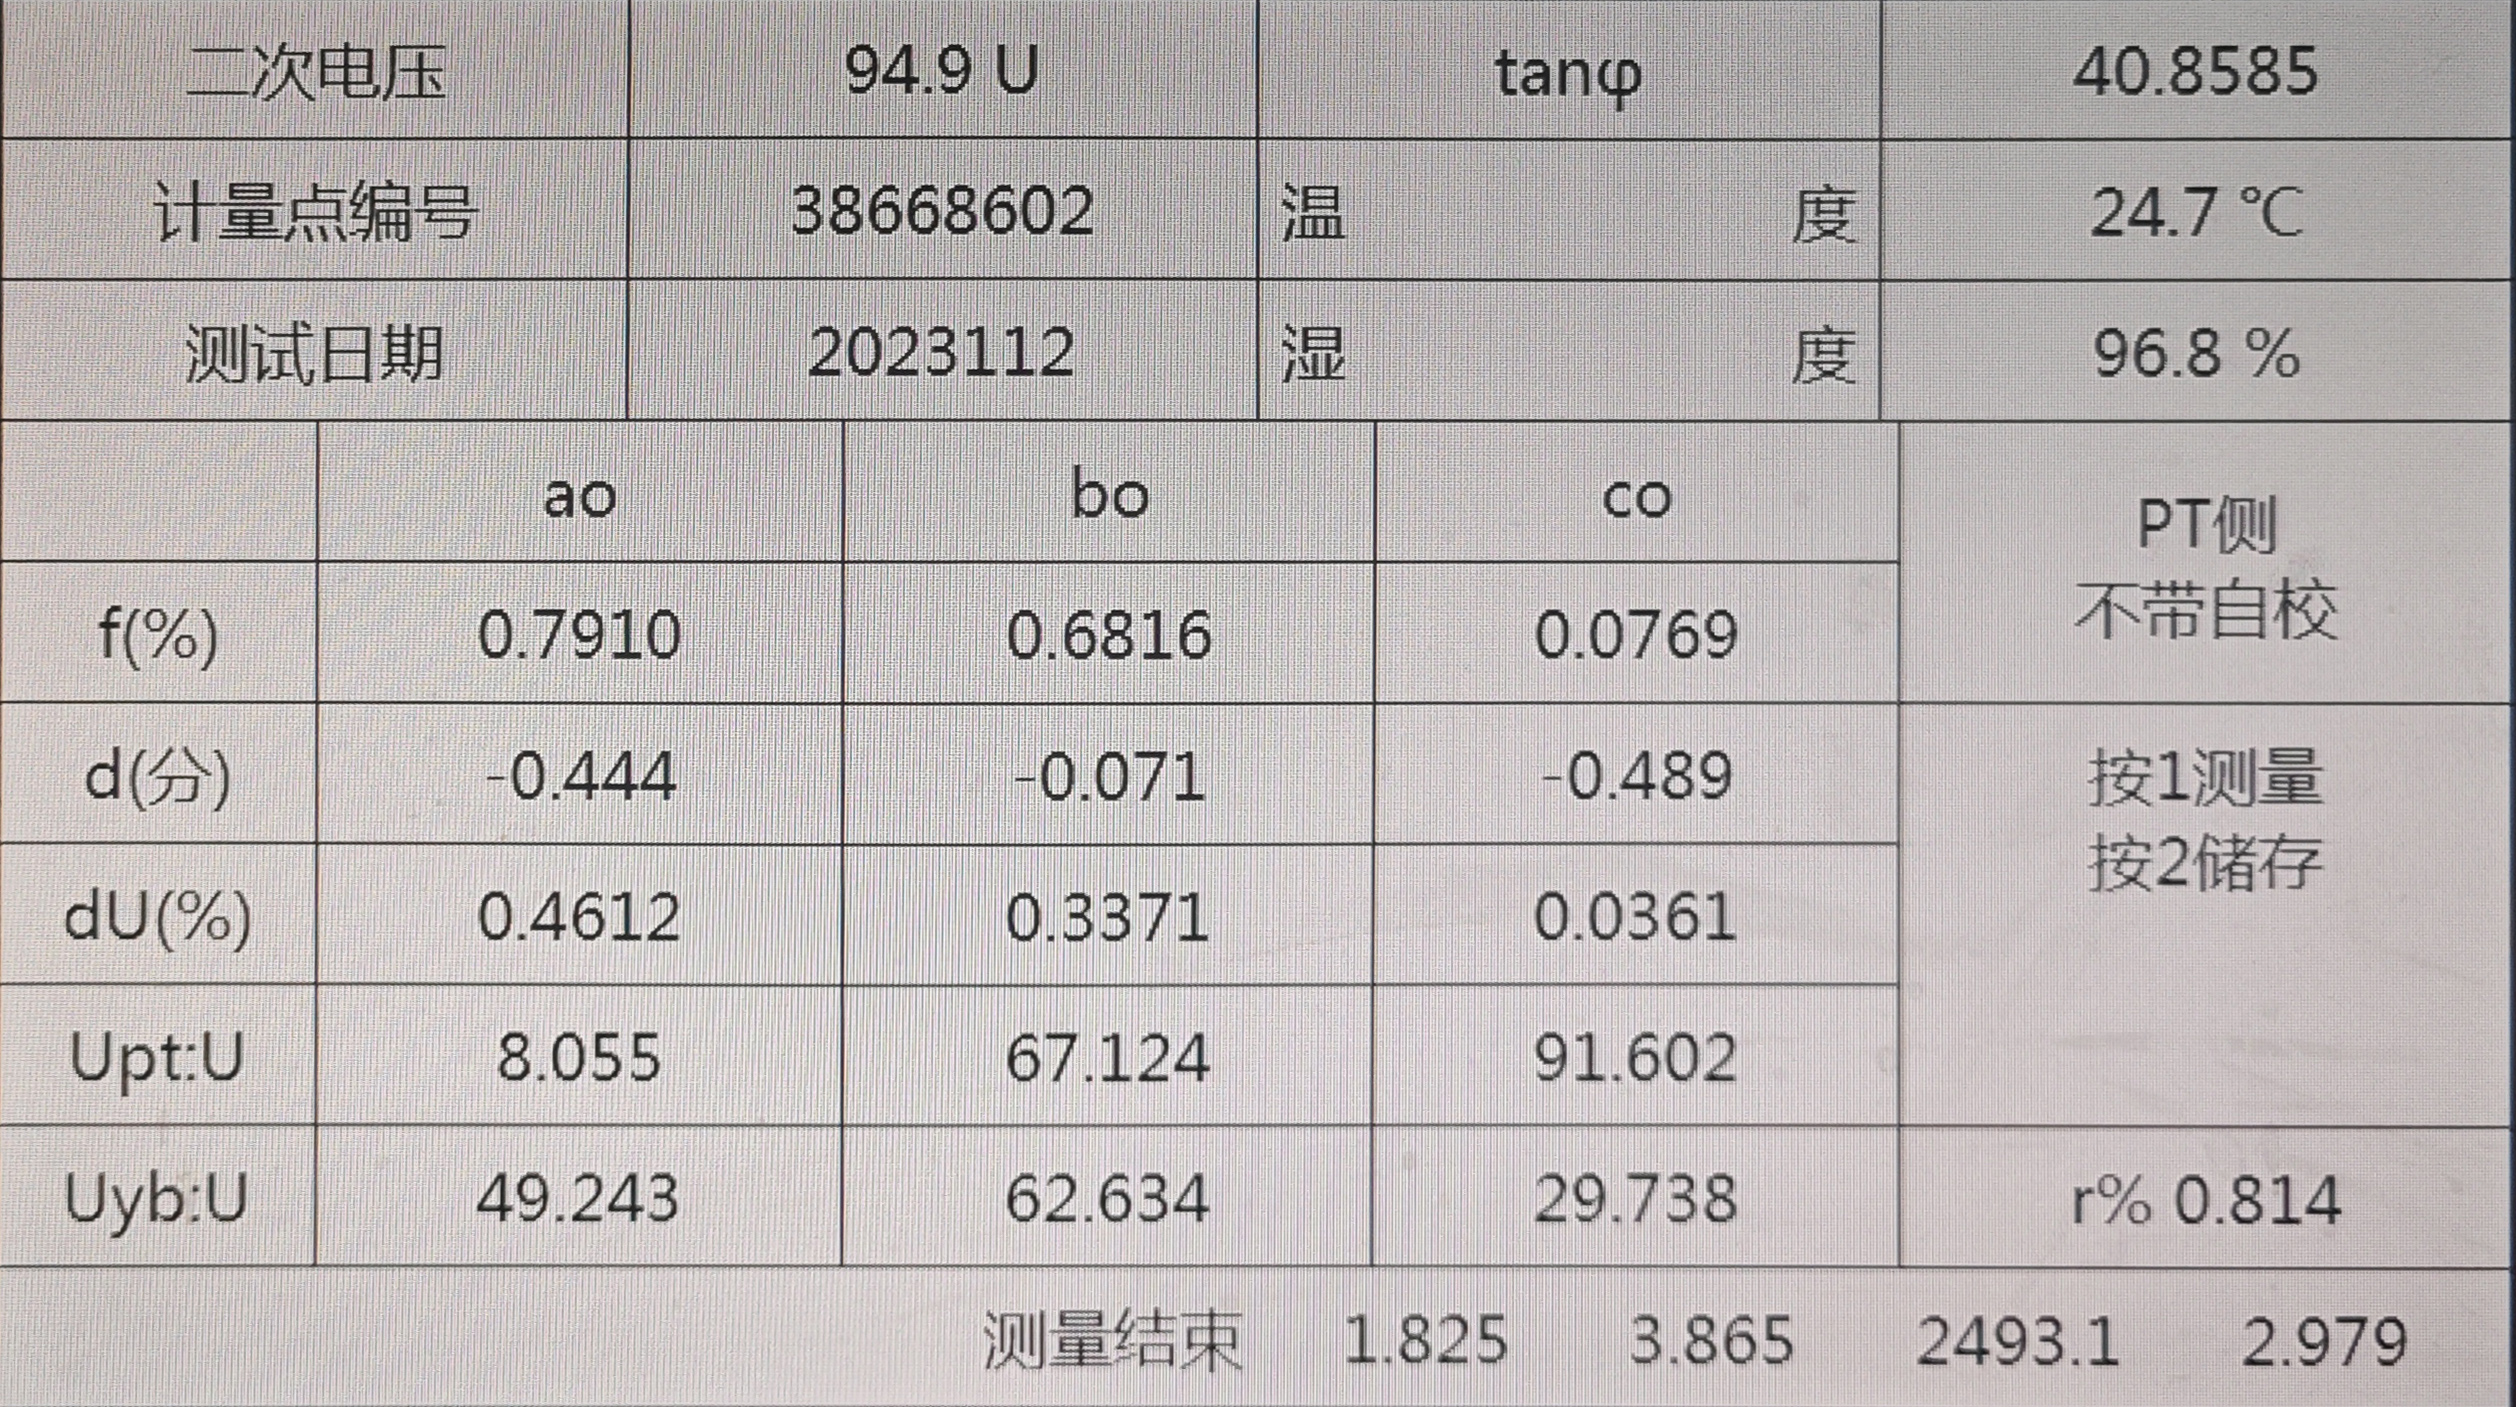 二次电压 94.9 U tanφ 40.8585
计量点编号 38668602 温 度 24.7 ℃
测试日期 2023112 湿 度 96.8 %
ao bo co
PT侧
不带自校
f(%) 0.7910 0.6816 0.0769
d(分) -0.444 -0.071 -0.489
按1测量
按2储存
dU(%) 0.4612 0.3371 0.0361
Upt:U 8.055 67.124 91.602
Uyb:U 49.243 62.634 29.738 r% 0.814
测量结束 1.825 3.865 2493.1 2.979